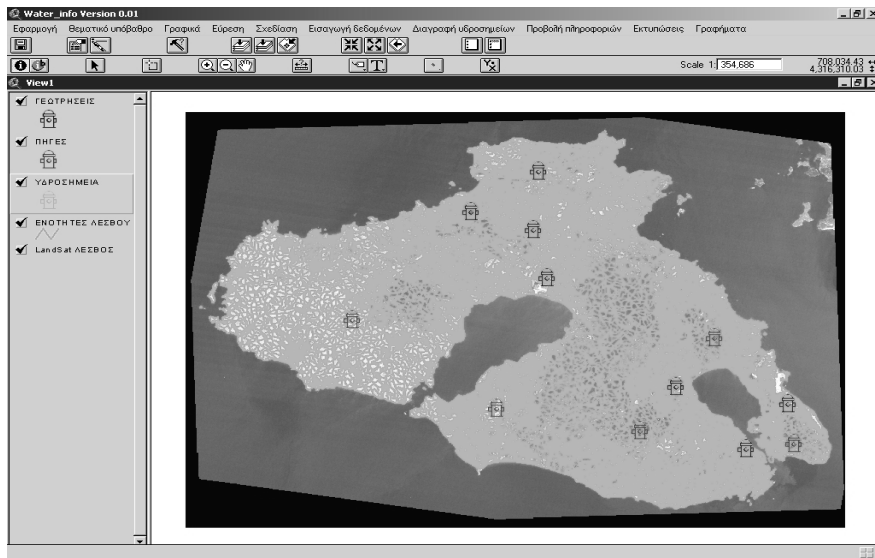 Water_info Version 0.01
Εφαρμογή Θεματικό υπόβαθρο Γραφικά Εύρεση Σχεδίαση Εισαγωγή δεδομένων Διαγραφή υδροσημείων Προβολή πληροφοριών Εκτυπώσεις Γραφήματα
Scale 1: 354,686
708,034.43
4,316,310.03
View1
ΓΕΩΤΡΗΣΕΙΣ
ΠΗΓΕΣ
ΥΔΡΟΣΗΜΕΙΑ
ΕΝΟΤΗΤΕΣ ΛΕΣΒΟΥ
LandSat ΛΕΣΒΟΣ